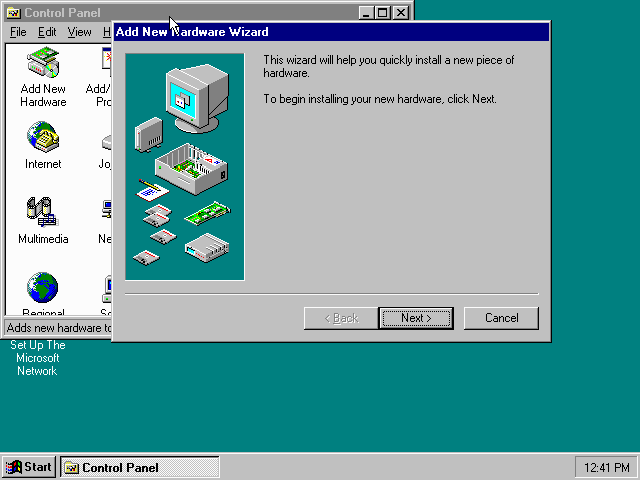 Control Panel
File Edit View H
Add New Hardware Wizard
This wizard will help you quickly install a new piece of
hardware.
To begin installing your new hardware, click Next.
Add New
Hardware
Add/
Pro
Internet
Jo
Multimedia
Ne
Regional
S
Adds new hardware to
< Back
Next >
Cancel
Set Up The
Microsoft
Network
Start
Control Panel
12:41 PM